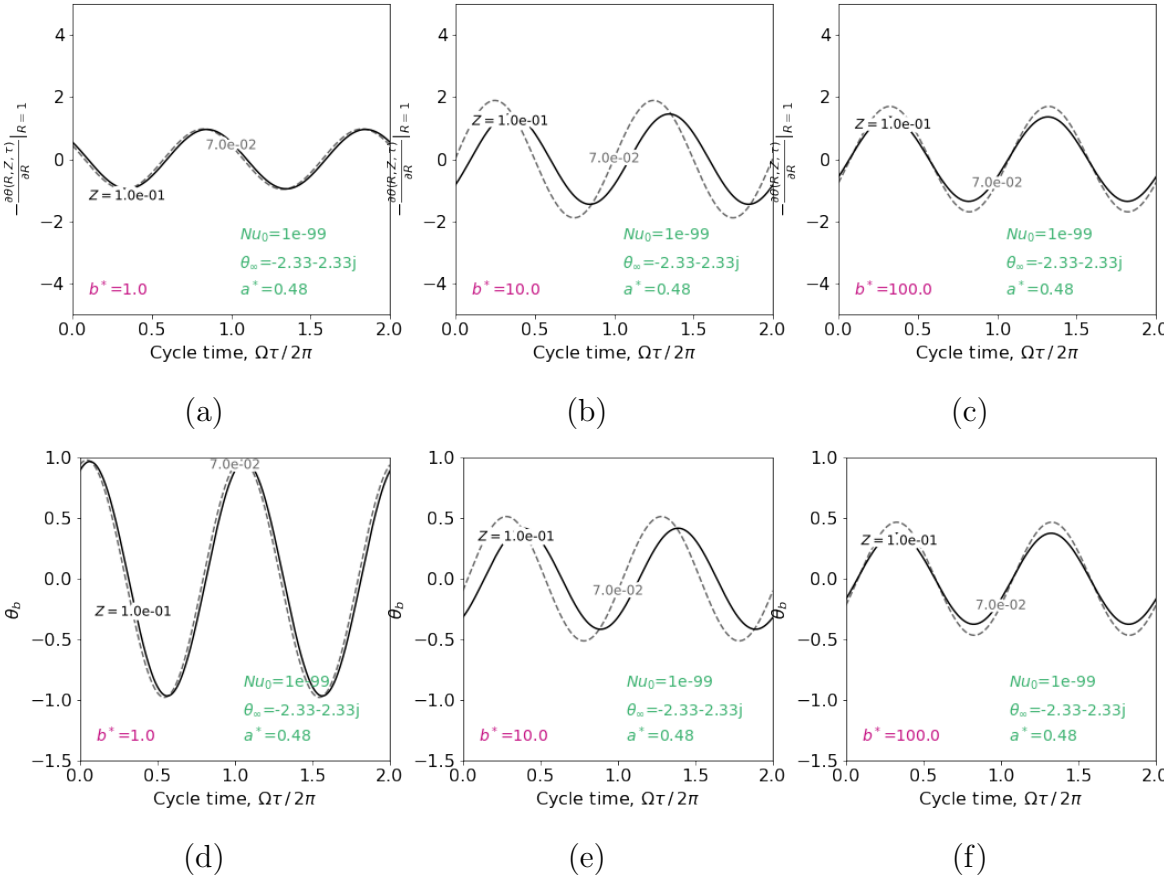 4
2
0
−2
−4
−∂θ(R, Z, τ)/∂R|R = 1
Z = 1.0e-01
7.0e-02
Nu₀=1e-99
θ∞=-2.33-2.33j
b*=1.0
a*=0.48
0.0 0.5 1.0 1.5 2.0
Cycle time, Ωτ / 2π
(a)
4
2
0
−2
−4
−∂θ(R, Z, τ)/∂R|R = 1
Z = 1.0e-01
7.0e-02
Nu₀=1e-99
θ∞=-2.33-2.33j
b*=10.0
a*=0.48
0.0 0.5 1.0 1.5 2.0
Cycle time, Ωτ / 2π
(b)
4
2
0
−2
−4
−∂θ(R, Z, τ)/∂R|R = 1
Z = 1.0e-01
7.0e-02
Nu₀=1e-99
θ∞=-2.33-2.33j
b*=100.0
a*=0.48
0.0 0.5 1.0 1.5 2.0
Cycle time, Ωτ / 2π
(c)
1.0
0.5
0.0
−0.5
−1.0
−1.5
θb
7.0e-02
Z = 1.0e-01
Nu₀=1e-99
θ∞=-2.33-2.33j
b*=1.0
a*=0.48
0.0 0.5 1.0 1.5 2.0
Cycle time, Ωτ / 2π
(d)
1.0
0.5
0.0
−0.5
−1.0
−1.5
θb
Z = 1.0e-01
7.0e-02
Nu₀=1e-99
θ∞=-2.33-2.33j
b*=10.0
a*=0.48
0.0 0.5 1.0 1.5 2.0
Cycle time, Ωτ / 2π
(e)
1.0
0.5
0.0
−0.5
−1.0
−1.5
θb
Z = 1.0e-01
7.0e-02
Nu₀=1e-99
θ∞=-2.33-2.33j
b*=100.0
a*=0.48
0.0 0.5 1.0 1.5 2.0
Cycle time, Ωτ / 2π
(f)